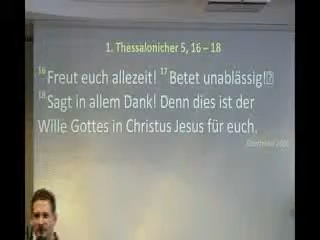 1. Thessalonicher 5, 16 – 18
16 Freut euch allezeit! 17 Betet unablässig!
18 Sagt in allem Dank! Denn dies ist der
Wille Gottes in Christus Jesus für euch.